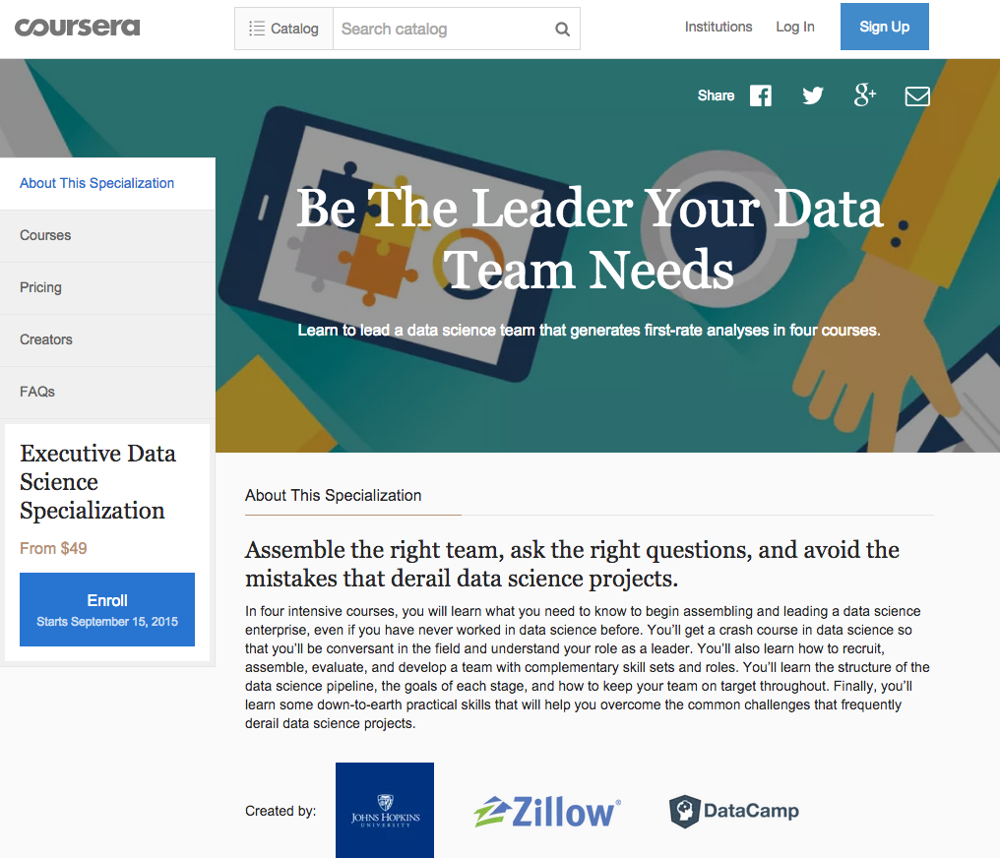 coursera
Catalog
Search catalog
Institutions
Log In
Sign Up
Share
About This Specialization
Courses
Pricing
Creators
FAQs
Executive Data
Science
Specialization
From $49
Enroll
Starts September 15, 2015
Be The Leader Your Data
Team Needs
Learn to lead a data science team that generates first-rate analyses in four courses.
About This Specialization
Assemble the right team, ask the right questions, and avoid the
mistakes that derail data science projects.
In four intensive courses, you will learn what you need to know to begin assembling and leading a data science
enterprise, even if you have never worked in data science before. You’ll get a crash course in data science so
that you’ll be conversant in the field and understand your role as a leader. You’ll also learn how to recruit,
assemble, evaluate, and develop a team with complementary skill sets and roles. You’ll learn the structure of the
data science pipeline, the goals of each stage, and how to keep your team on target throughout. Finally, you’ll
learn some down-to-earth practical skills that will help you overcome the common challenges that frequently
derail data science projects.
Created by:
JOHNS HOPKINS
UNIVERSITY
Zillow®
DataCamp